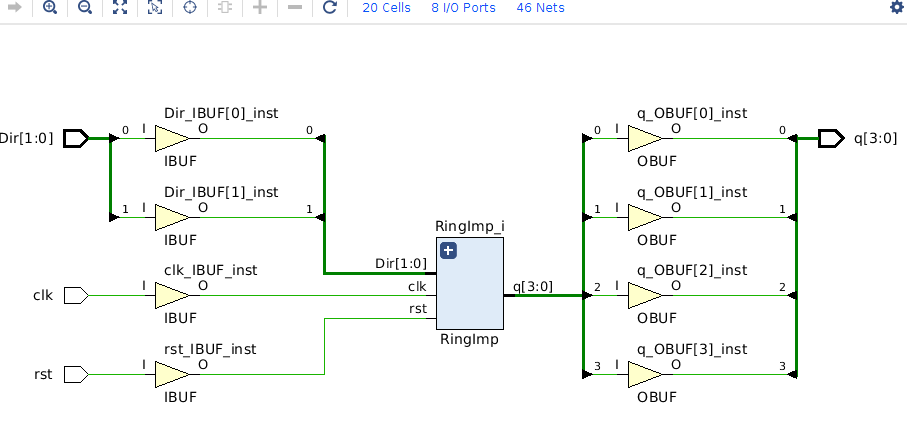 20 Cells 8 I/O Ports 46 Nets
Dir_IBUF[0]_inst
q_OBUF[0]_inst
Dir[1:0] 0 I O 0
0 I O 0 q[3:0]
IBUF
OBUF
Dir_IBUF[1]_inst
q_OBUF[1]_inst
1 I O 1
1 I O 1
IBUF
OBUF
RingImp_i
Dir[1:0]
clk_IBUF_inst
q_OBUF[2]_inst
clk I O clk q[3:0]
2 I O 2
IBUF
rst
OBUF
RingImp
rst_IBUF_inst
q_OBUF[3]_inst
rst I O
3 I O 3
IBUF
OBUF